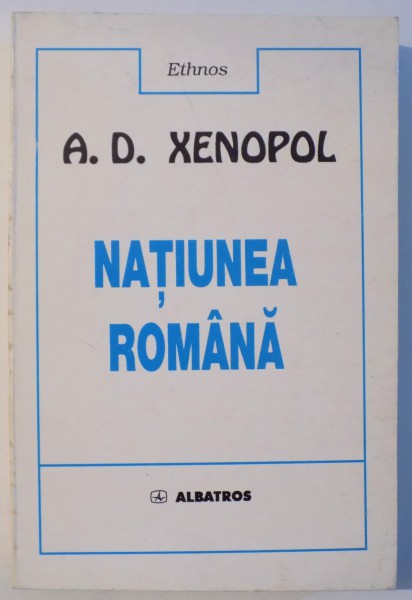 Ethnos
A. D. XENOPOL
NAȚIUNEA
ROMÂNĂ
ALBATROS